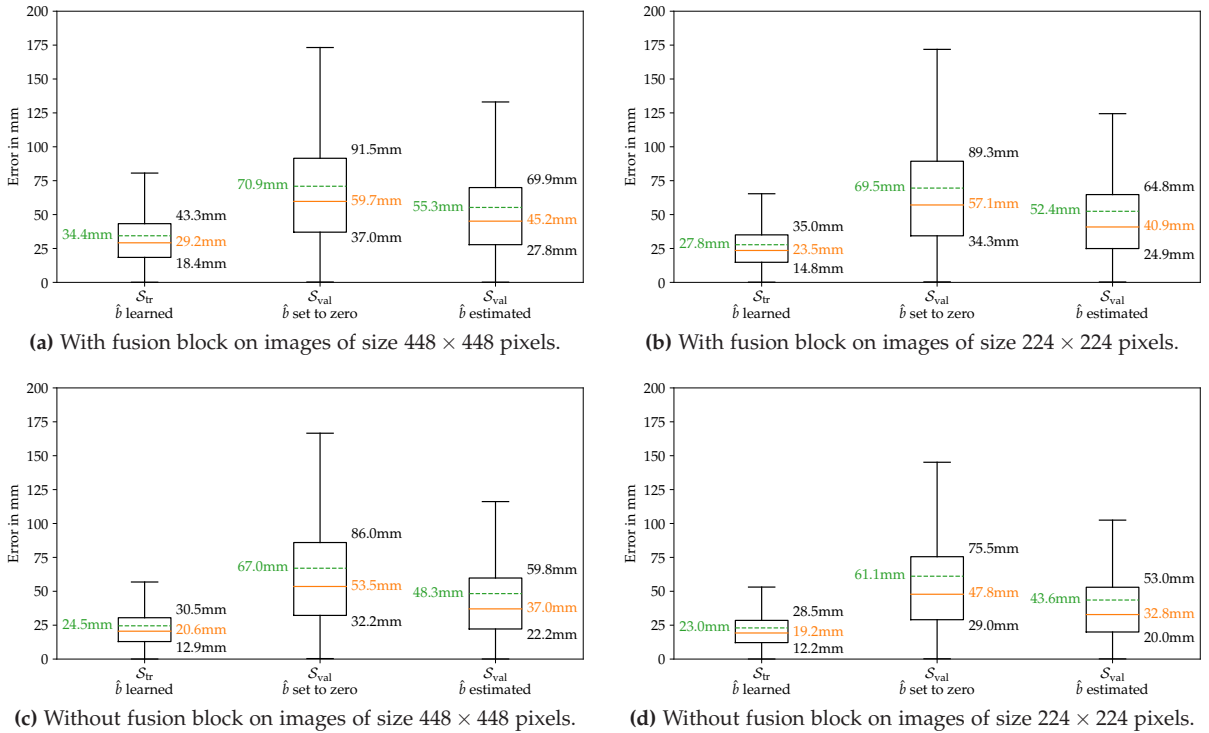 200
175
150
125
100
75
50
25
0
Error in mm
34.4mm
43.3mm
29.2mm
18.4mm
70.9mm
91.5mm
59.7mm
37.0mm
55.3mm
69.9mm
45.2mm
27.8mm
𝒮tr
b̂ learned
𝒮val
b̂ set to zero
𝒮val
b̂ estimated
(a) With fusion block on images of size 448 × 448 pixels.
200
175
150
125
100
75
50
25
0
Error in mm
27.8mm
35.0mm
23.5mm
14.8mm
69.5mm
89.3mm
57.1mm
34.3mm
52.4mm
64.8mm
40.9mm
24.9mm
𝒮tr
b̂ learned
𝒮val
b̂ set to zero
𝒮val
b̂ estimated
(b) With fusion block on images of size 224 × 224 pixels.
200
175
150
125
100
75
50
25
0
Error in mm
24.5mm
30.5mm
20.6mm
12.9mm
67.0mm
86.0mm
53.5mm
32.2mm
48.3mm
59.8mm
37.0mm
22.2mm
𝒮tr
b̂ learned
𝒮val
b̂ set to zero
𝒮val
b̂ estimated
(c) Without fusion block on images of size 448 × 448 pixels.
200
175
150
125
100
75
50
25
0
Error in mm
23.0mm
28.5mm
19.2mm
12.2mm
61.1mm
75.5mm
47.8mm
29.0mm
43.6mm
53.0mm
32.8mm
20.0mm
𝒮tr
b̂ learned
𝒮val
b̂ set to zero
𝒮val
b̂ estimated
(d) Without fusion block on images of size 224 × 224 pixels.